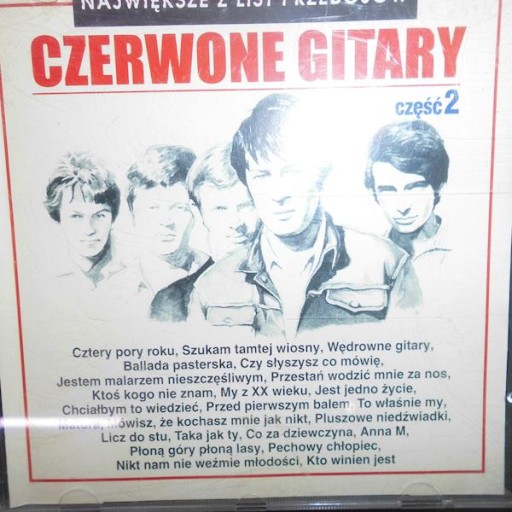 NAJWIĘKSZE Z LIST PRZEBOJÓW
CZERWONE GITARY
część 2
Cztery pory roku, Szukam tamtej wiosny, Wędrowne gitary,
Ballada pasterska, Czy słyszysz co mówię,
Jestem malarzem nieszczęśliwym, Przestań wodzić mnie za nos,
Ktoś kogo nie znam, My z XX wieku, Jest jedno życie,
Chciałbym to wiedzieć, Przed pierwszym balem, To właśnie my,
Matura, Mówisz, że kochasz mnie jak nikt, Pluszowe niedźwiadki,
Licz do stu, Taka jak ty, Co za dziewczyna, Anna M,
Płoną góry płoną lasy, Pechowy chłopiec,
Nikt nam nie weźmie młodości, Kto winien jest